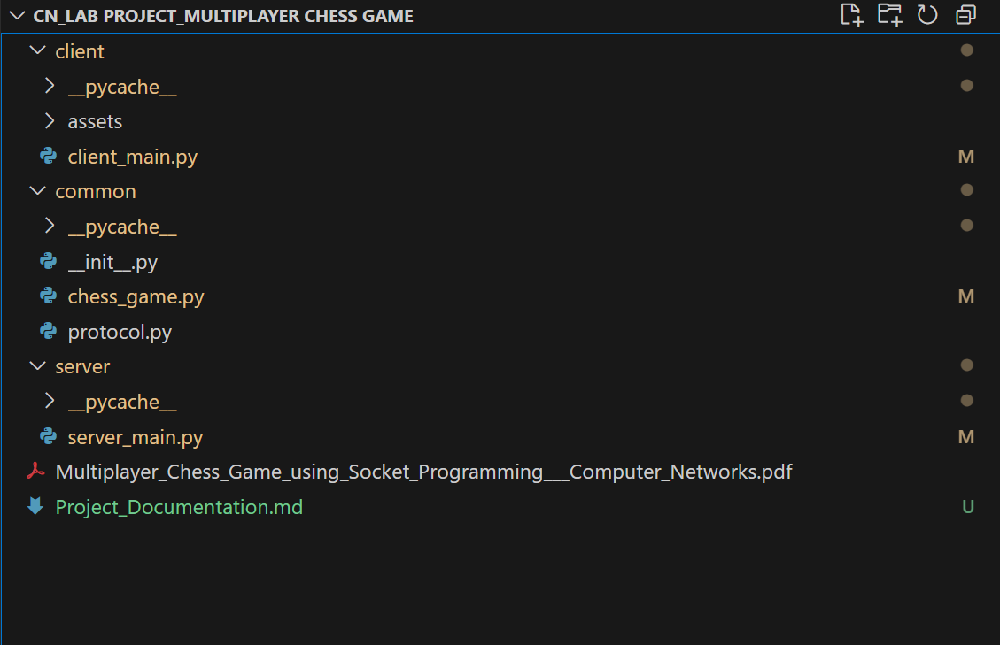 CN_LAB PROJECT_MULTIPLAYER CHESS GAME
client
__pycache__
assets
client_main.py M
common
__pycache__
__init__.py
chess_game.py M
protocol.py
server
__pycache__
server_main.py M
Multiplayer_Chess_Game_using_Socket_Programming___Computer_Networks.pdf
Project_Documentation.md U